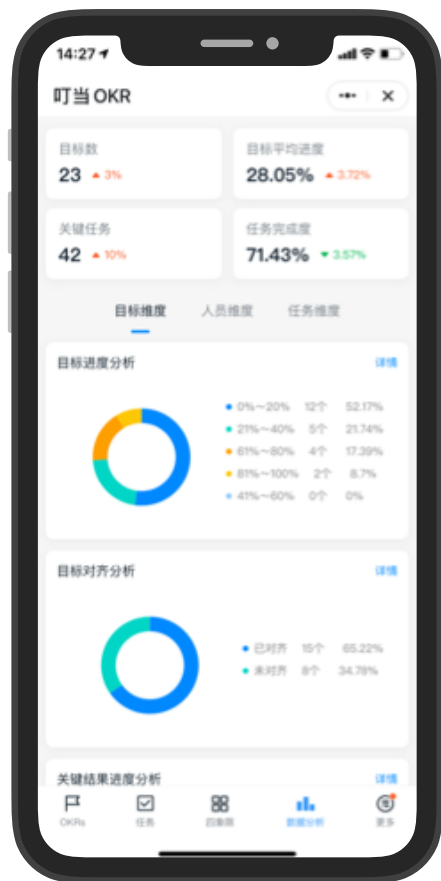 14:27
叮当 OKR
目标数
23 3%
目标平均进度
28.05% 3.72%
关键任务
42 10%
任务完成度
71.43% 3.57%
目标维度 人员维度 任务维度
目标进度分析 详情
0%～20% 12个 52.17%
21%～40% 5个 21.74%
61%～80% 4个 17.39%
81%～100% 2个 8.7%
41%～60% 0个 0%
目标对齐分析 详情
已对齐 15个 65.22%
未对齐 8个 34.78%
关键结果进度分析 详情
OKRs 任务 四象限 数据分析 更多